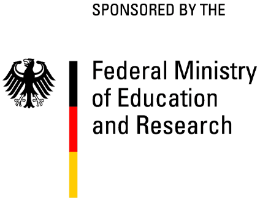 SPONSORED BY THE
Federal Ministry
of Education
and Research